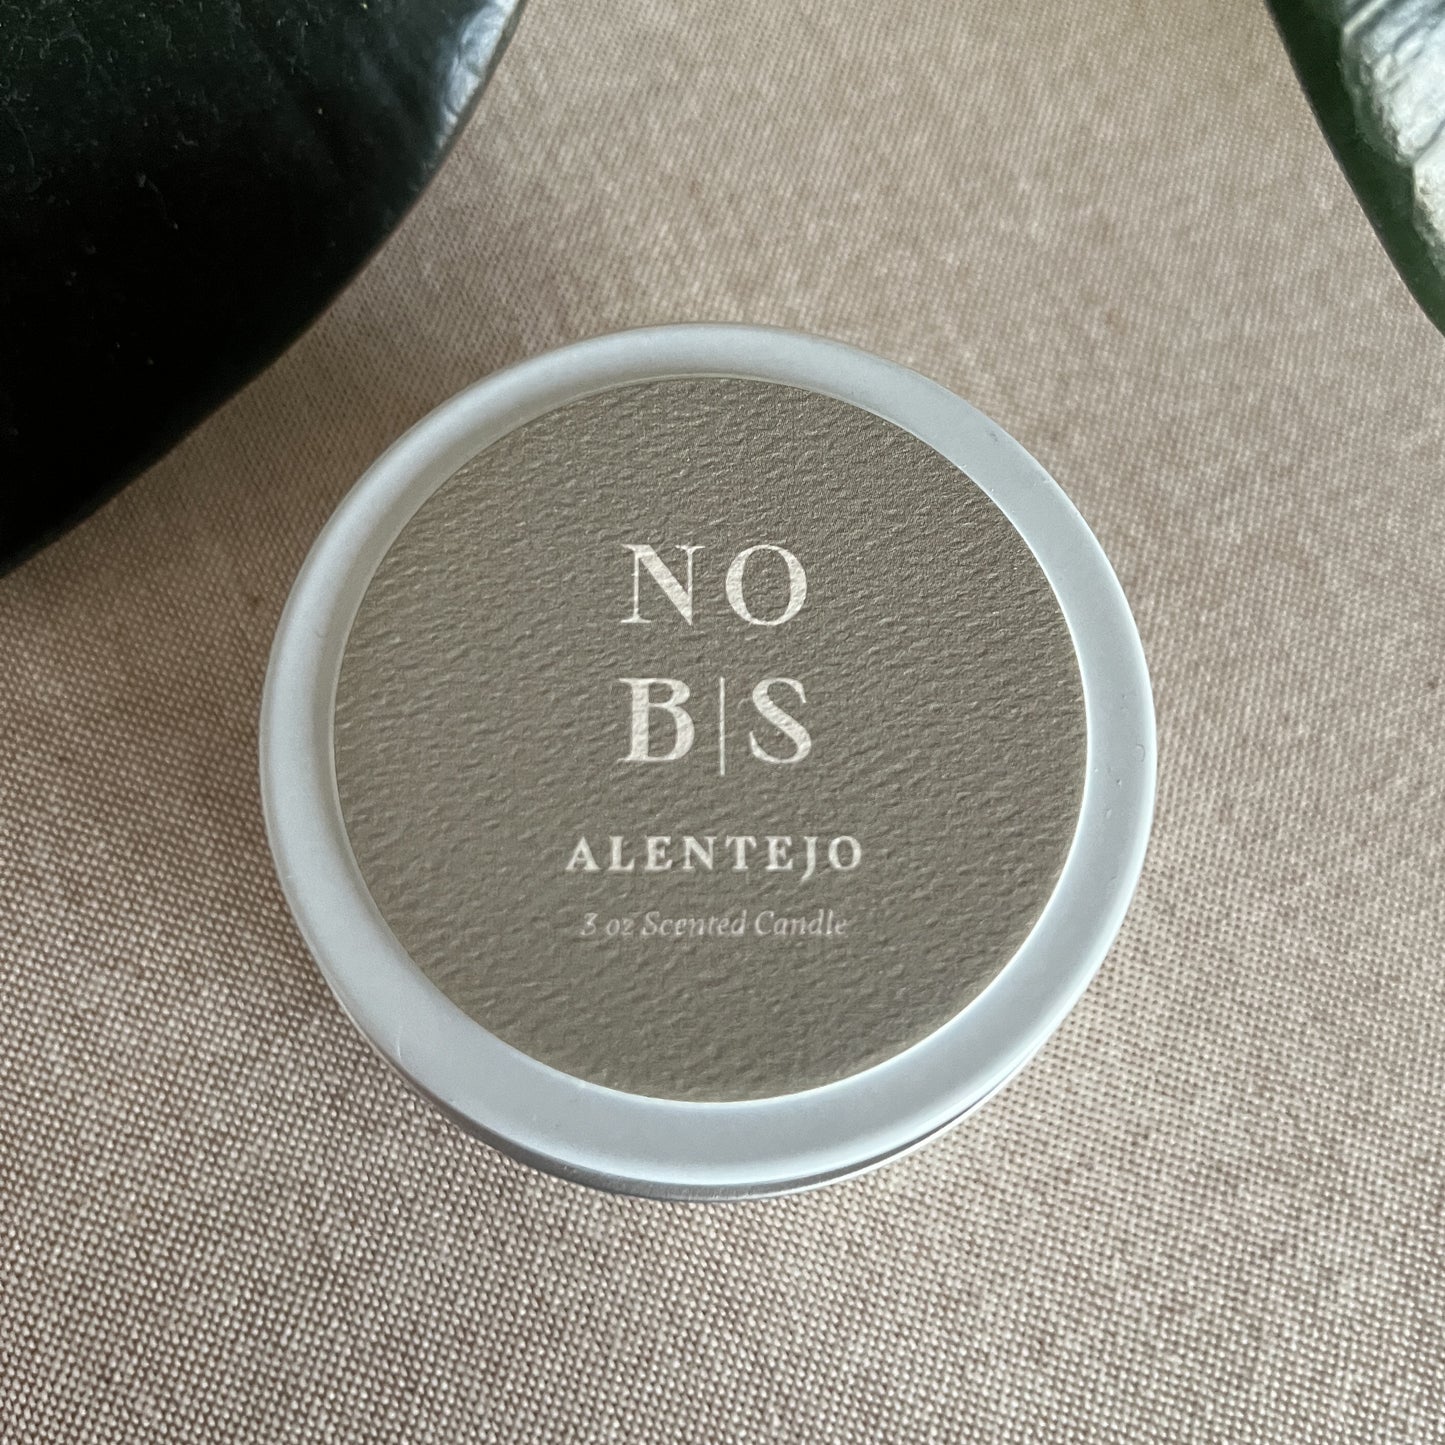 NO
B|S
ALENTEJO
3 oz Scented Candle